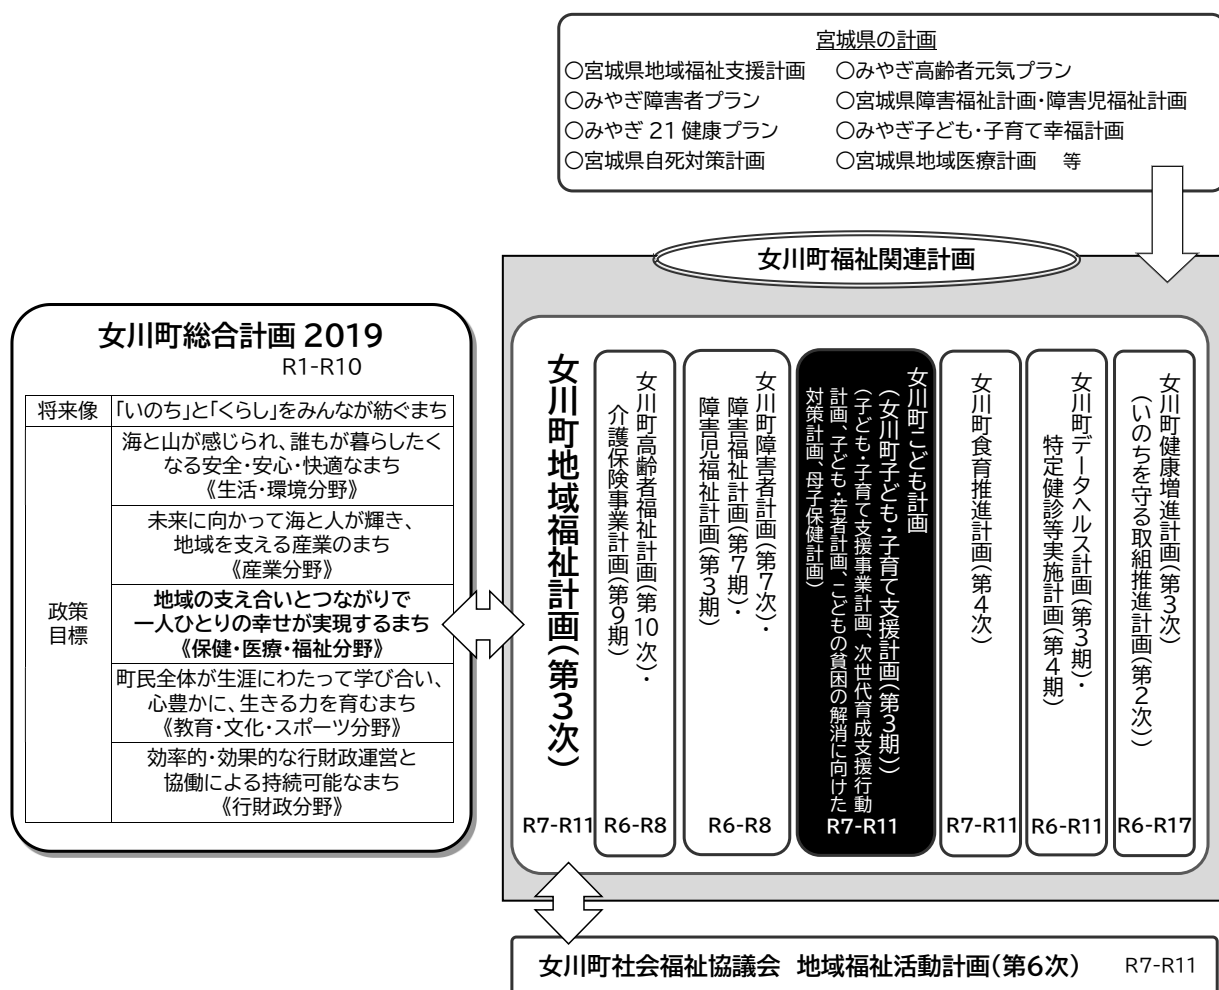 宮城県の計画
○宮城県地域福祉支援計画 ○みやぎ高齢者元気プラン
○みやぎ障害者プラン ○宮城県障害福祉計画・障害児福祉計画
○みやぎ21健康プラン ○みやぎ子ども・子育て幸福計画
○宮城県自死対策計画 ○宮城県地域医療計画 等
女川町福祉関連計画
女川町総合計画 2019
R1-R10
将来像
「いのち」と「くらし」をみんなが紡ぐまち
政策
目標
海と山が感じられ、誰もが暮らしたく
なる安全・安心・快適なまち
《生活・環境分野》
未来に向かって海と人が輝き、
地域を支える産業のまち
《産業分野》
地域の支え合いとつながりで
一人ひとりの幸せが実現するまち
《保健・医療・福祉分野》
町民全体が生涯にわたって学び合い、
心豊かに、生きる力を育むまち
《教育・文化・スポーツ分野》
効率的・効果的な行財政運営と
協働による持続可能なまち
《行財政分野》
女川町地域福祉計画(第3次)
R7-R11
女川町高齢者福祉計画(第10次)・
介護保険事業計画(第9期)
R6-R8
女川町障害者計画(第7次)・
障害福祉計画(第7期)・
障害児福祉計画(第3期)
R6-R8
女川町こども計画
(女川町子ども・子育て支援計画(第3期))
(子ども・子育て支援事業計画、次世代育成支援行動
計画、子ども・若者計画、こどもの貧困の解消に向けた
対策計画、母子保健計画)
R7-R11
女川町食育推進計画(第4次)
R7-R11
女川町データヘルス計画(第3期)・
特定健診等実施計画(第4期)
R6-R11
女川町健康増進計画(第3次)
(いのちを守る取組推進計画(第2次))
R6-R17
女川町社会福祉協議会 地域福祉活動計画(第6次) R7-R11